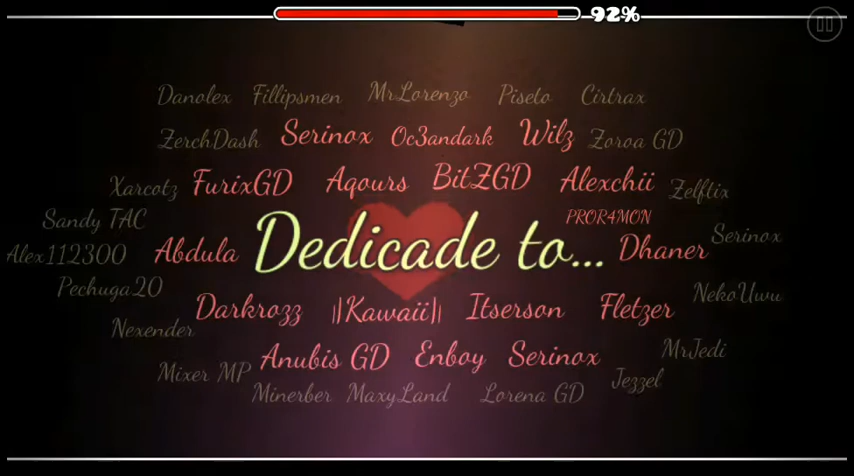 92%
Danolex Fillipsmen MrLorenzo Piseto Cirtrax
ZerchDash Serinox Oc3andark Wilz Zoroa GD
Xarcotz FurixGD Aqours BitZGD Alexchii Zelftix
Sandy TAC PROR4MON
Alex112300 Abdula Dedicade to... Dhaner Serinox
Pechuga20 NekoUwu
Darkrozz ||Kawaii|| Itserson Fletzer
Nexender
Anubis GD Enboy Serinox MrJedi
Mixer MP Jezzel
Minerber MaxyLand Lorena GD